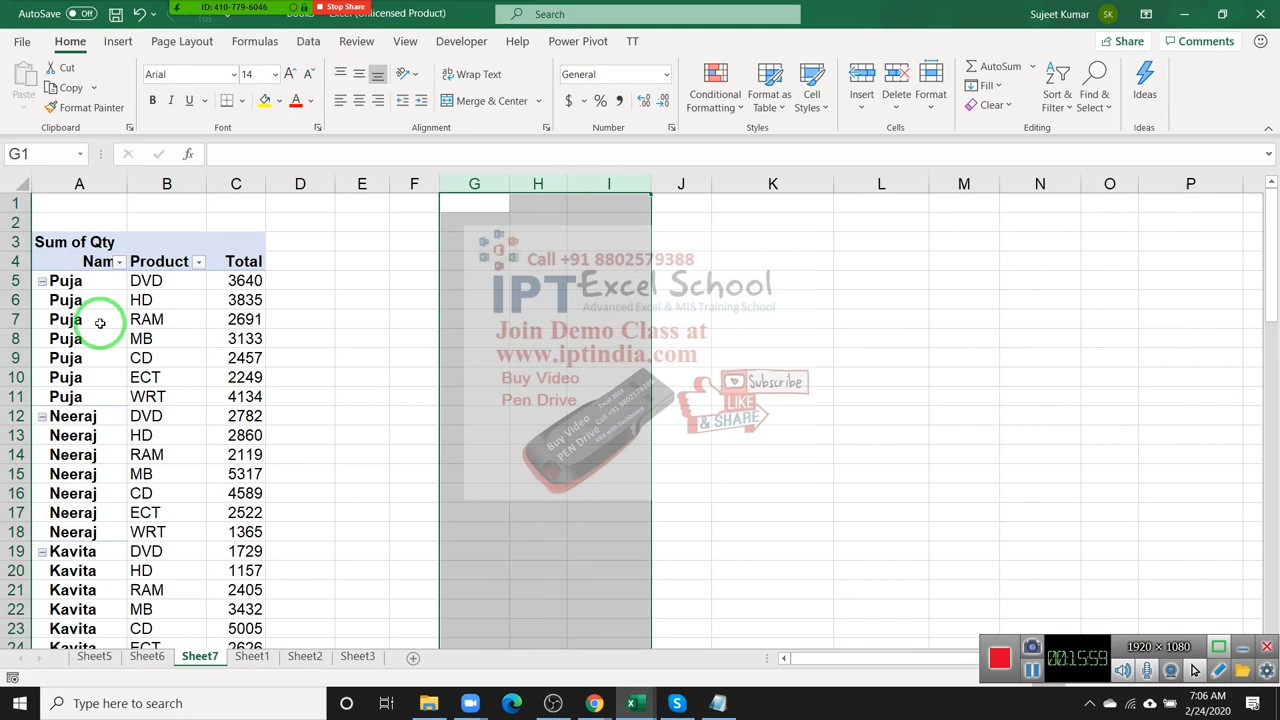 AutoSave Off
ID: 410-779-6046
Stop Share
Excel (Unlicensed Product)
Search
Sujeet Kumar
SK
File Home Insert Page Layout Formulas Data Review View Developer Help Power Pivot TT
Share Comments
Paste
Cut
Copy
Format Painter
Arial
14
B I U
Wrap Text
Merge & Center
General
Conditional Formatting
Format as Table
Cell Styles
Insert Delete Format
AutoSum
Fill
Clear
Sort & Filter
Find & Select
Ideas
Clipboard Font Alignment Number Styles Cells Editing Ideas
G1
fx
A B C D E F G H I J K L M N O P
1
2
3 Sum of Qty
4 Nam Product Total
5 Puja DVD 3640
6 Puja HD 3835
7 Puja RAM 2691
8 Puja MB 3133
9 Puja CD 2457
10 Puja ECT 2249
11 Puja WRT 4134
12 Neeraj DVD 2782
13 Neeraj HD 2860
14 Neeraj RAM 2119
15 Neeraj MB 5317
16 Neeraj CD 4589
17 Neeraj ECT 2522
18 Neeraj WRT 1365
19 Kavita DVD 1729
20 Kavita HD 1157
21 Kavita RAM 2405
22 Kavita MB 3432
23 Kavita CD 5005
24 Kavita ECT 2626
Call +91 8802579388
IPT Excel School
Advanced Excel & MIS Training School
Join Demo Class at
www.iptindia.com
Buy Video
Pen Drive
Buy Video
PEN Drive
Subscribe
LIKE
& SHARE
Sheet5 Sheet6 Sheet7 Sheet1 Sheet2 Sheet3
00:15:59
1920 × 1080
Type here to search
7:06 AM
2/24/2020